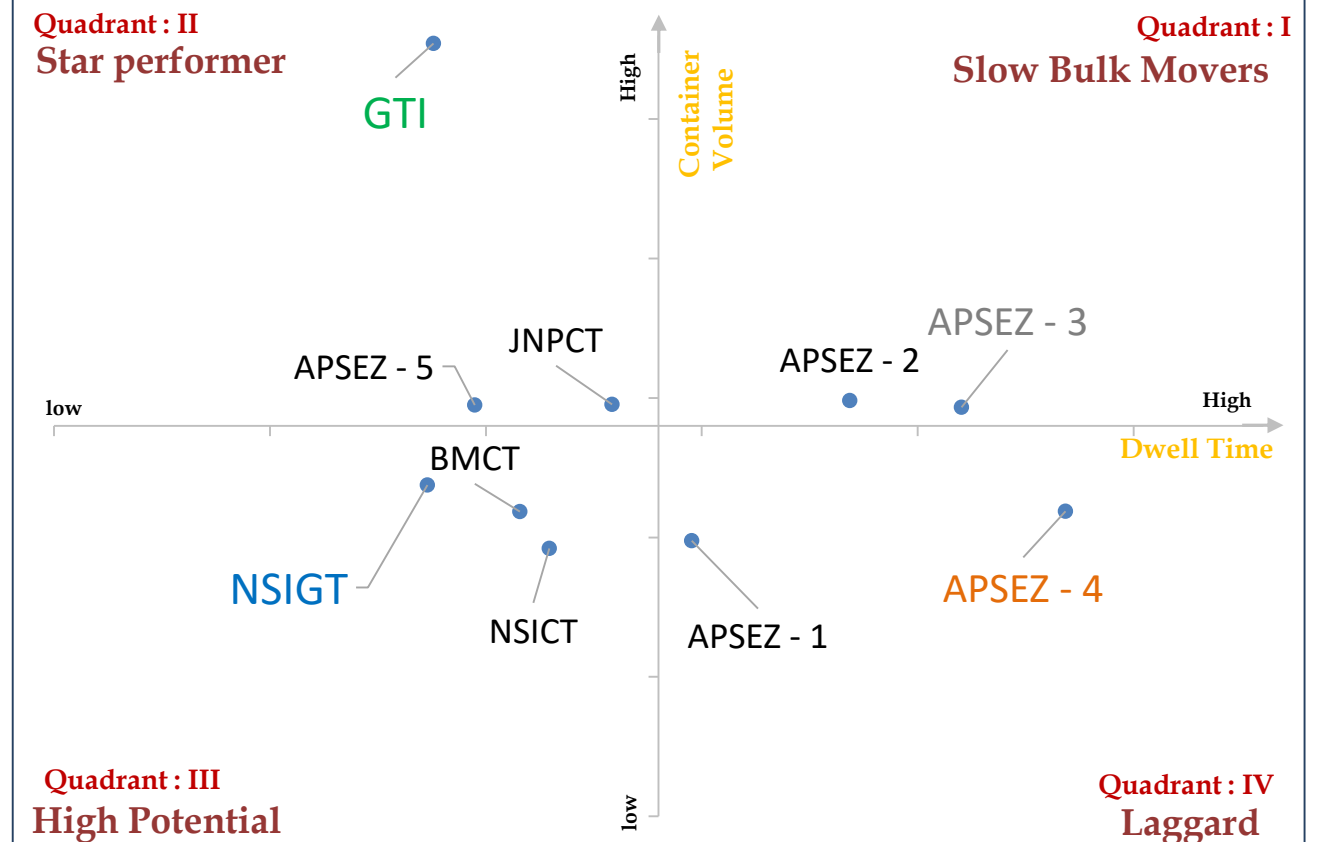 Quadrant : II
Star performer
Quadrant : I
Slow Bulk Movers
High
Container
Volume
GTI
JNPCT
APSEZ - 5
APSEZ - 2
APSEZ - 3
low
High
Dwell Time
BMCT
NSIGT
NSICT
APSEZ - 1
APSEZ - 4
Quadrant : III
High Potential
low
Quadrant : IV
Laggard